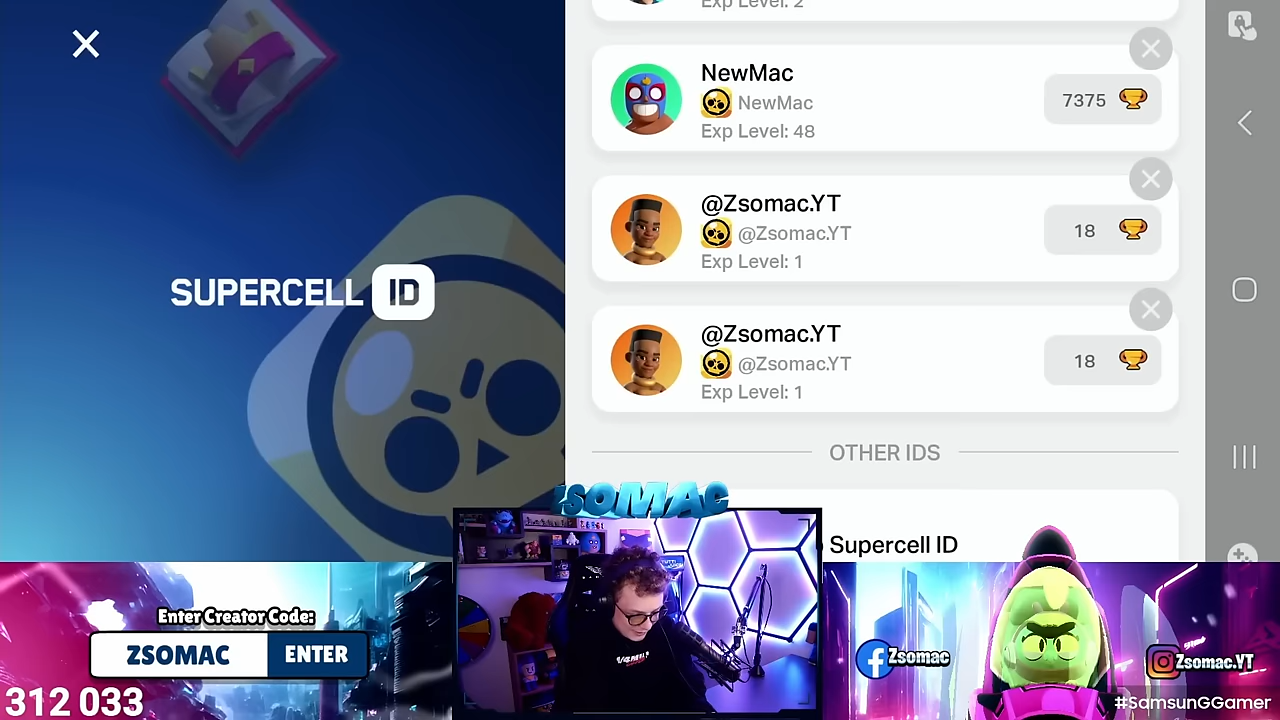 Exp Level: 2
NewMac
NewMac
Exp Level: 48
7375
@Zsomac.YT
@Zsomac.YT
Exp Level: 1
18
@Zsomac.YT
@Zsomac.YT
Exp Level: 1
18
SUPERCELL ID
OTHER IDS
ZSOMAC
Supercell ID
Enter Creator Code:
ZSOMAC ENTER
312 033
Zsomac
Zsomac.YT
#SamsunGGamer